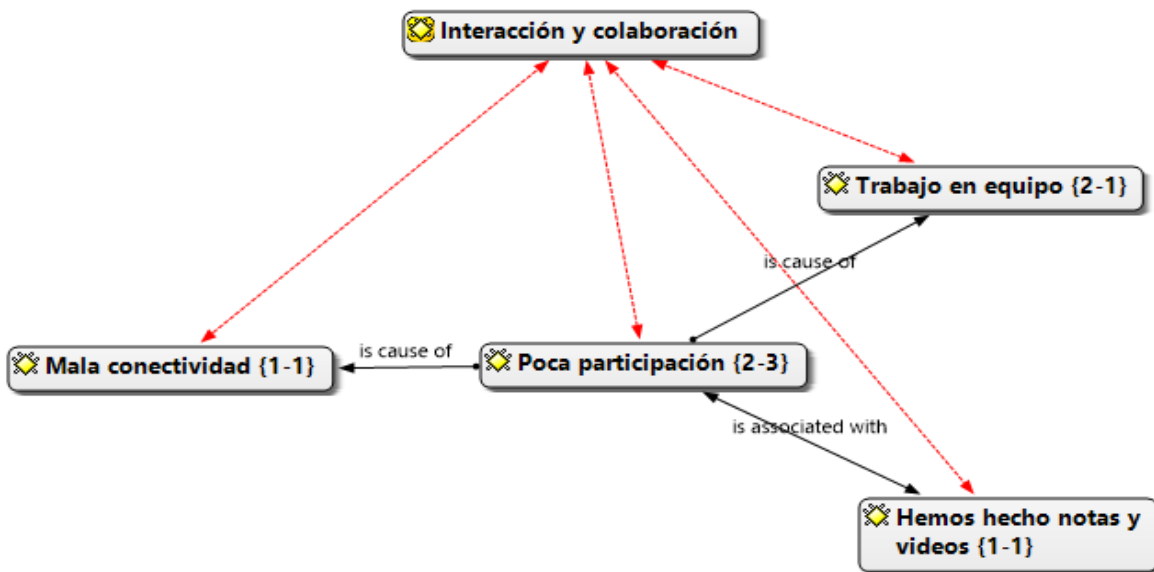 Interacción y colaboración
Trabajo en equipo {2-1}
is cause of
is cause of
Mala conectividad {1-1}
Poca participación {2-3}
is associated with
Hemos hecho notas y
videos {1-1}